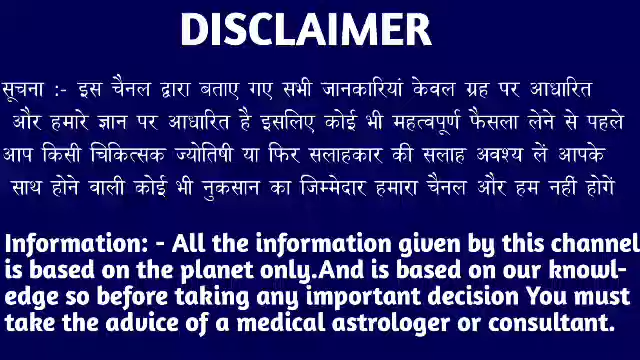 DISCLAIMER
सूचना :- इस चैनल द्वारा बताए गए सभी जानकारियां केवल ग्रह पर आधारित
और हमारे ज्ञान पर आधारित है इसलिए कोई भी महत्वपूर्ण फैसला लेने से पहले
आप किसी चिकित्सक ज्योतिषी या फिर सलाहकार की सलाह अवश्य लें आपके
साथ होने वाली कोई भी नुकसान का जिम्मेदार हमारा चैनल और हम नहीं होगें
Information: - All the information given by this channel
is based on the planet only.And is based on our knowl-
edge so before taking any important decision You must
take the advice of a medical astrologer or consultant.